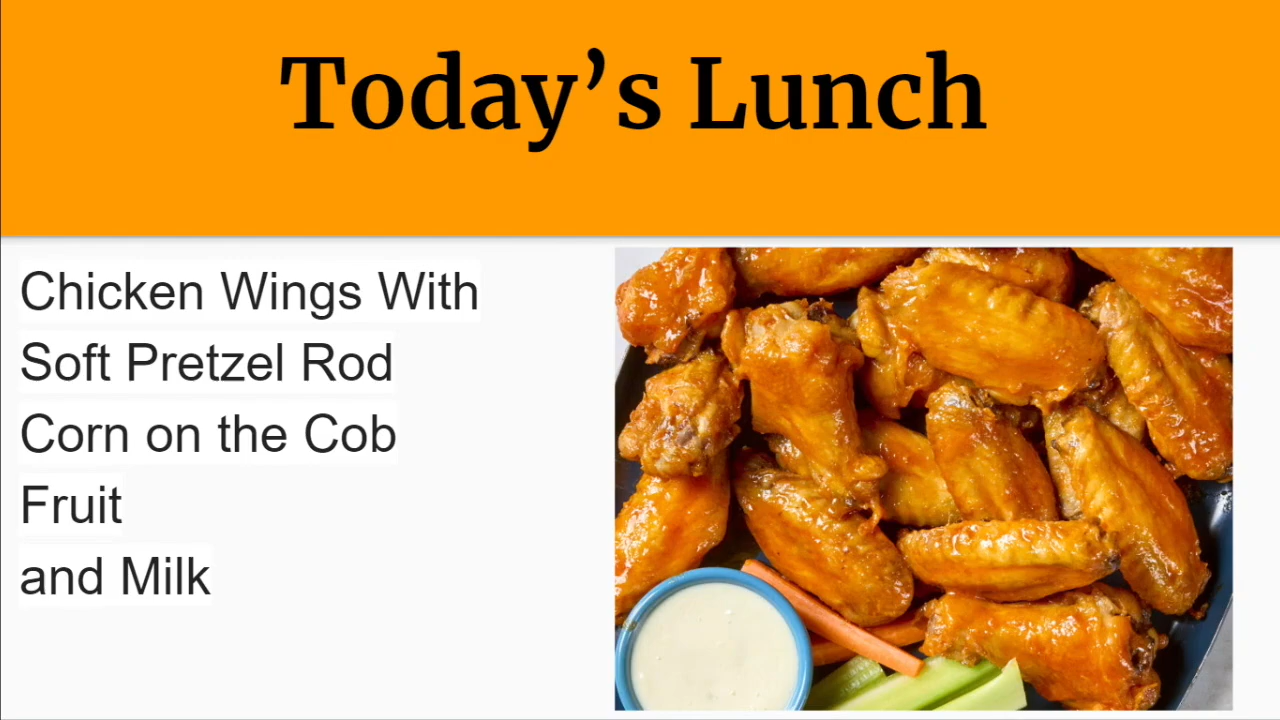 Today’s Lunch
Chicken Wings With
Soft Pretzel Rod
Corn on the Cob
Fruit
and Milk